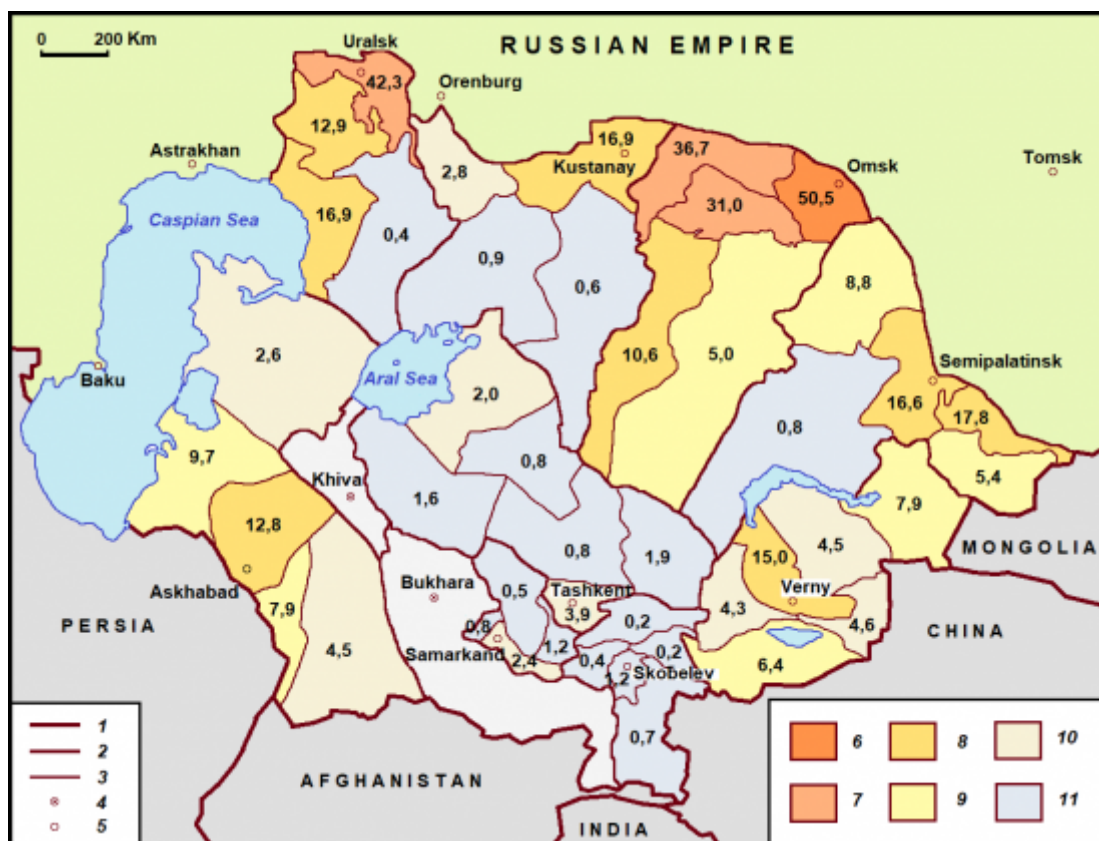 0 200 Km
RUSSIAN EMPIRE
Uralsk
42,3
Orenburg
12,9
16,9
Kustanay
36,7
Astrakhan
2,8
Omsk
Tomsk
31,0
50,5
Caspian Sea
16,9
0,4
0,9
0,6
8,8
2,6
10,6
5,0
Baku
Aral Sea
2,0
Semipalatinsk
16,6
17,8
0,8
9,7
0,8
5,4
Khiva
1,6
7,9
12,8
0,8
1,9
15,0
4,5
MONGOLIA
Askhabad
Bukhara
0,5
Tashkent
3,9
Verny
7,9
4,3
4,6
PERSIA
0,8
1,2
0,2
CHINA
4,5
Samarkand
2,4
0,4
0,2
6,4
1,2
Skobelev
0,7
AFGHANISTAN
INDIA
1
2
3
4
5
6
8
10
7
9
11